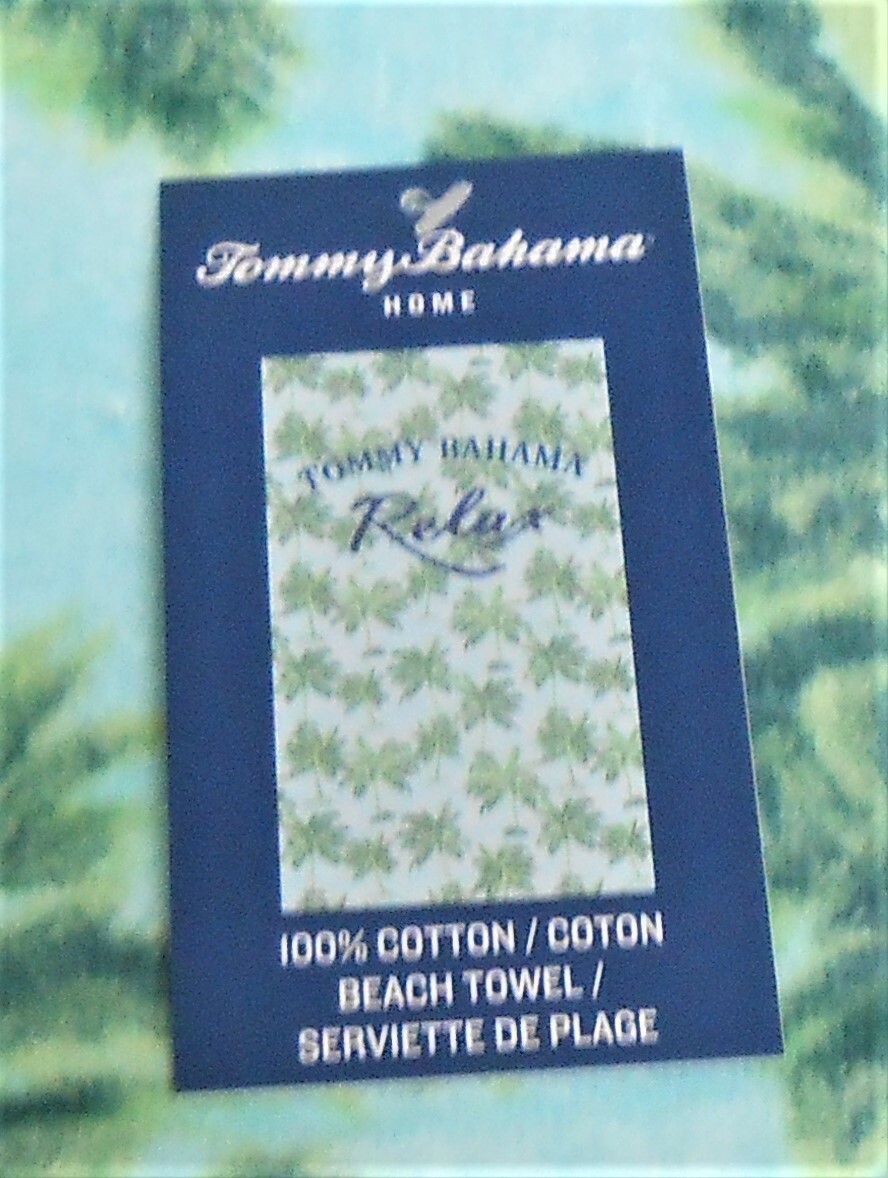 Tommy Bahama
HOME
TOMMY BAHAMA
Relax
100% COTTON / COTON
BEACH TOWEL /
SERVIETTE DE PLAGE